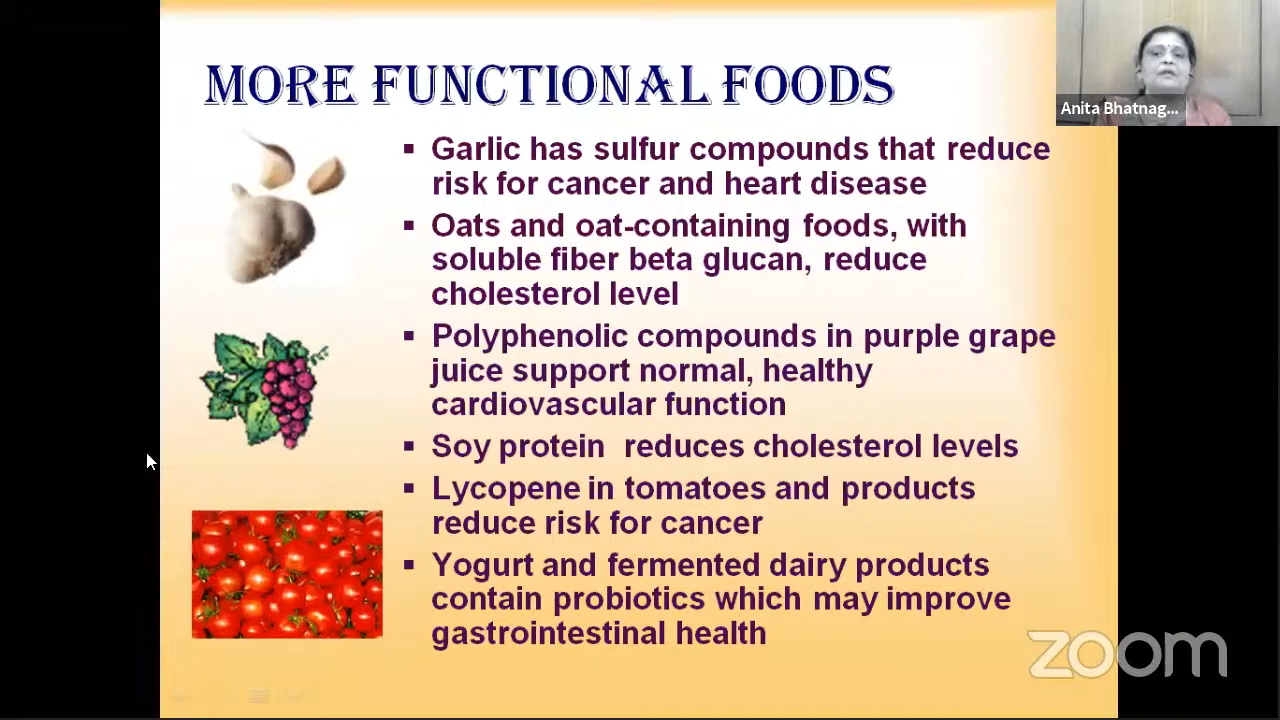 MORE FUNCTIONAL FOODS
Anita Bhatnag...
▪ Garlic has sulfur compounds that reduce
risk for cancer and heart disease
▪ Oats and oat-containing foods, with
soluble fiber beta glucan, reduce
cholesterol level
▪ Polyphenolic compounds in purple grape
juice support normal, healthy
cardiovascular function
▪ Soy protein  reduces cholesterol levels
▪ Lycopene in tomatoes and products
reduce risk for cancer
▪ Yogurt and fermented dairy products
contain probiotics which may improve
gastrointestinal health
zoom